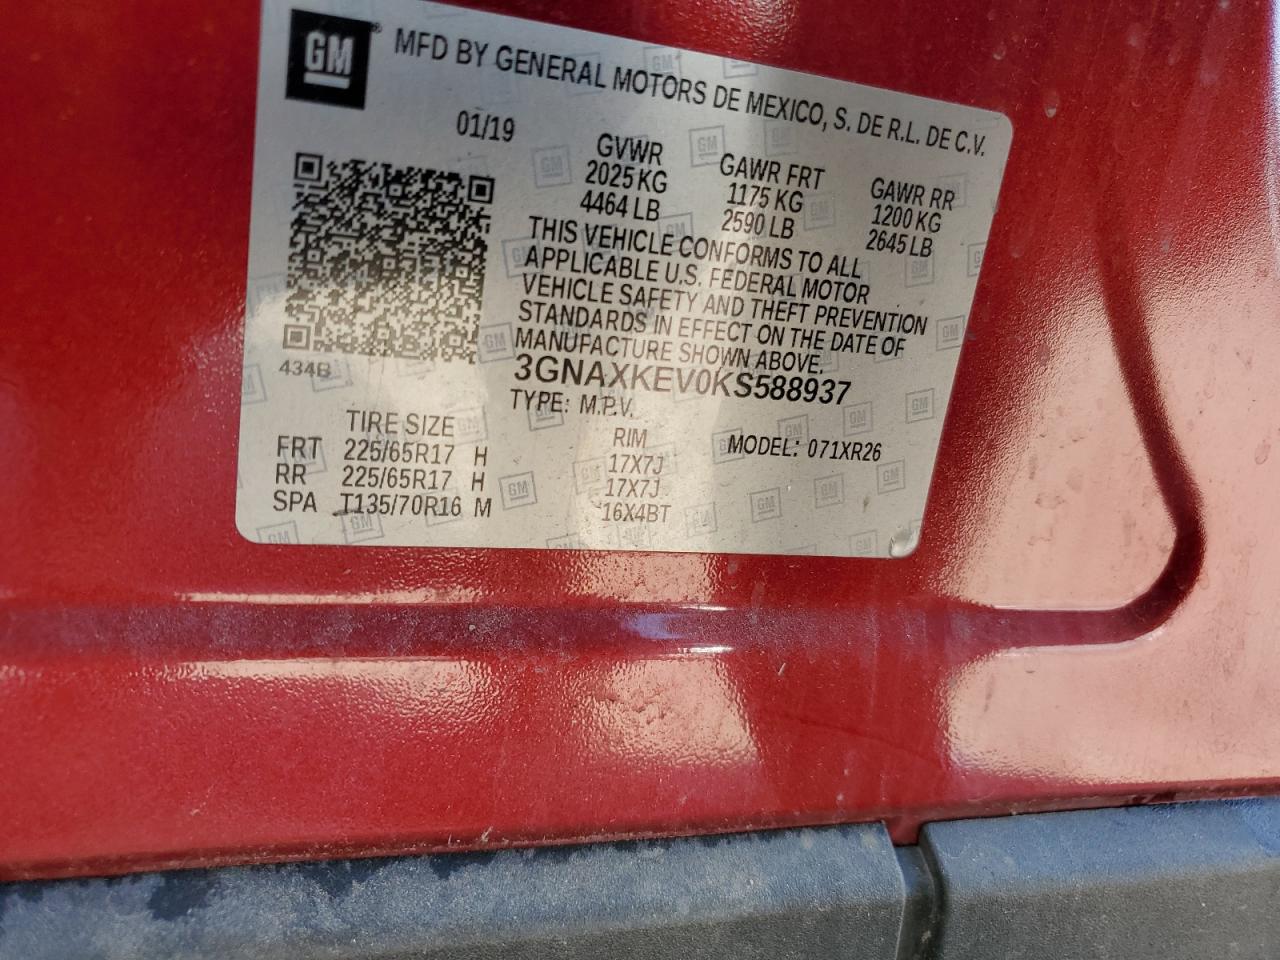 GM
MFD BY GENERAL MOTORS DE MEXICO, S. DE R.L. DE C.V.
01/19
GVWR GAWR FRT GAWR RR
2025 KG 1175 KG 1200 KG
4464 LB 2590 LB 2645 LB
THIS VEHICLE CONFORMS TO ALL
APPLICABLE U.S. FEDERAL MOTOR
VEHICLE SAFETY AND THEFT PREVENTION
STANDARDS IN EFFECT ON THE DATE OF
MANUFACTURE SHOWN ABOVE.
434B
3GNAXKEV0KS588937
TYPE: M.P.V.
MODEL: 071XR26
TIRE SIZE RIM
FRT 225/65R17 H 17X7J
RR 225/65R17 H 17X7J
SPA T135/70R16 M 16X4BT